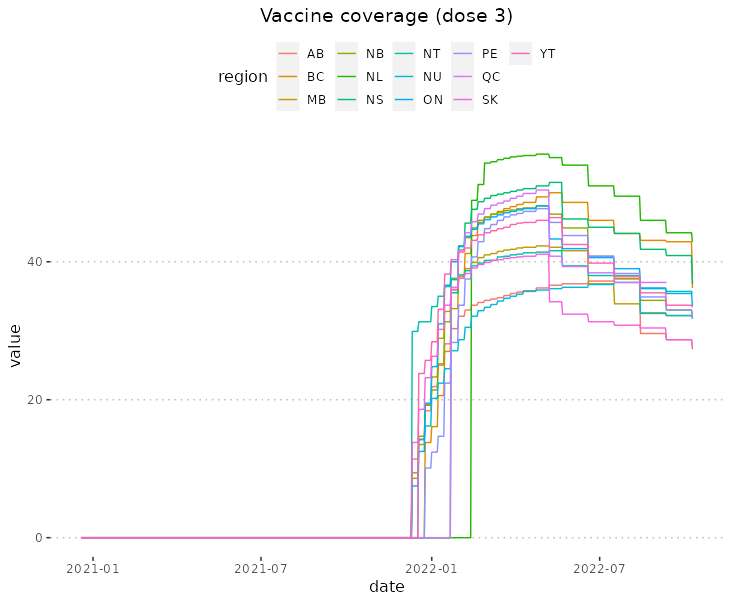 Vaccine coverage (dose 3)
region
AB NB NT PE YT
BC NL NU QC
MB NS ON SK
value
40
20
0
2021-01 2021-07 2022-01 2022-07
date